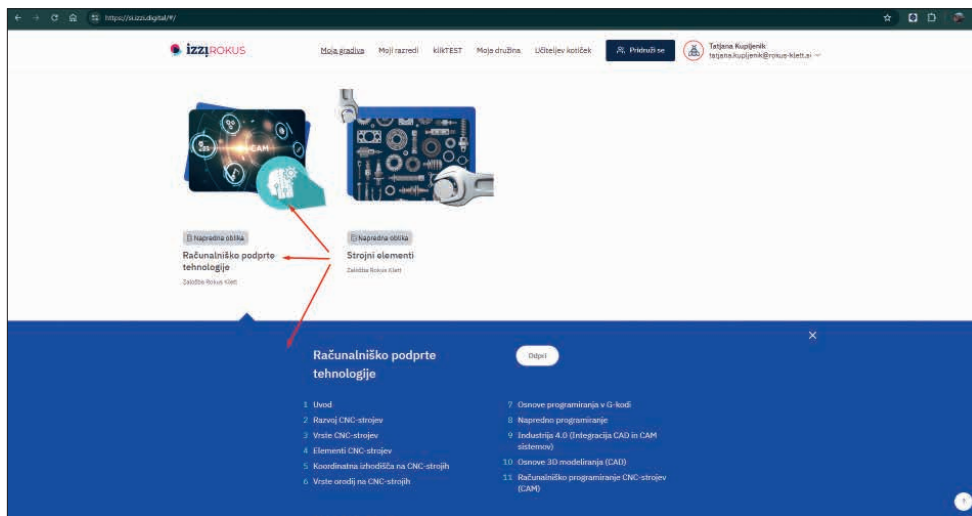 https://si.izzi.digital/#/
izzi ROKUS
Moja gradiva
Moji razredi
klikTEST
Moja družina
Učiteljev kotiček
Pridruži se
Tatjana Kupljenik
tatjana.kupljenik@rokus-klett.si
CAM
Napredna oblika
Računalniško podprte
tehnologije
Založba Rokus Klett
Napredna oblika
Strojni elementi
Založba Rokus Klett
Računalniško podprte
tehnologije
Odpri
1 Uvod
2 Razvoj CNC-strojev
3 Vrste CNC-strojev
4 Elementi CNC-strojev
5 Koordinatna izhodišča na CNC-strojih
6 Vrste orodij na CNC-strojih
7 Osnove programiranja v G-kodi
8 Napredno programiranje
9 Industrija 4.0 (Integracija CAD in CAM
sistemov)
10 Osnove 3D modeliranja (CAD)
11 Računalniško programiranje CNC-strojev
(CAM)